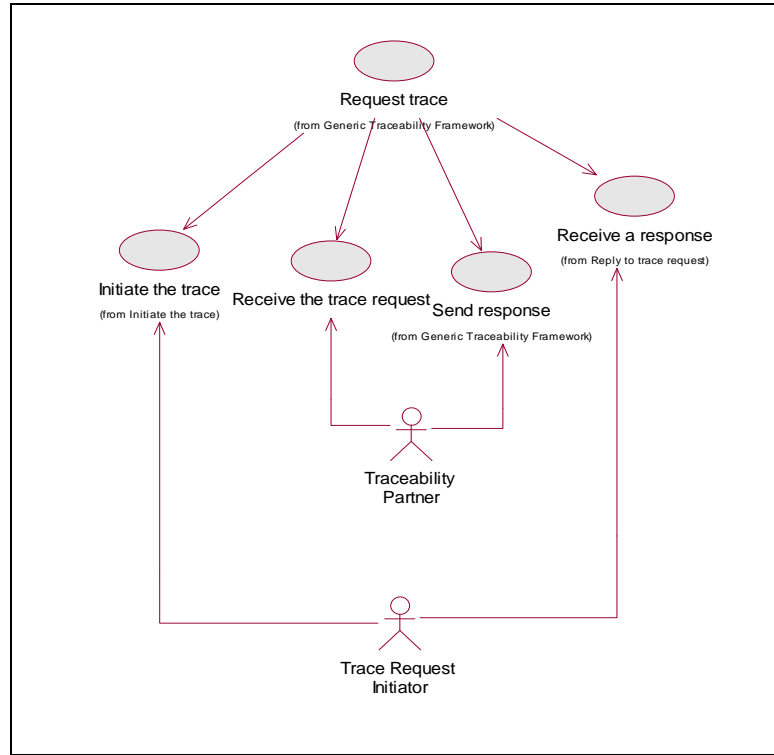 Request trace
(from Generic Traceability Framework)
Receive a response
(from Reply to trace request)
Initiate the trace
(from Initiate the trace)
Receive the trace request
Send response
(from Generic Traceability Framework)
Traceability
Partner
Trace Request
Initiator